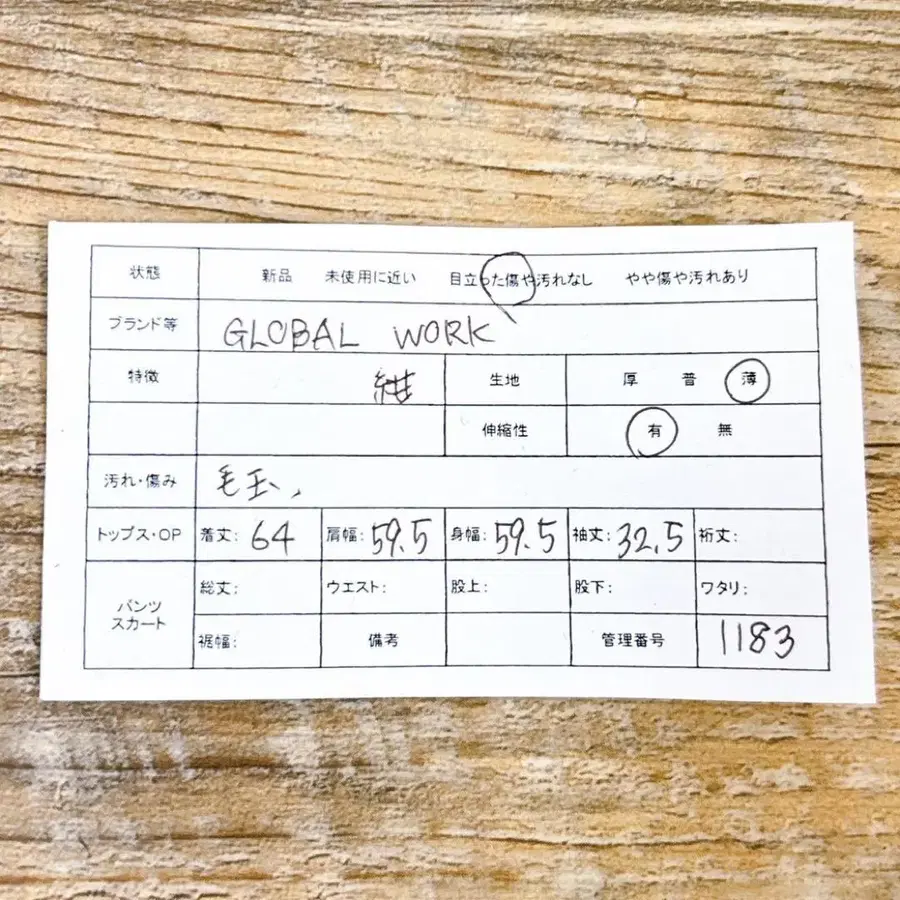 状態 新品 未使用に近い 目立った傷や汚れなし やや傷や汚れあり
ブランド等 GLOBAL WORK
特徴 生地 厚 普 薄
伸縮性 有 無
汚れ・傷み 毛玉、
トップス・OP 着丈: 64 肩幅: 59.5 身幅: 59.5 袖丈: 32.5 裄丈:
パンツ スカート 総丈: ウエスト: 股上: 股下: ワタリ:
裾幅: 備考 管理番号 1183